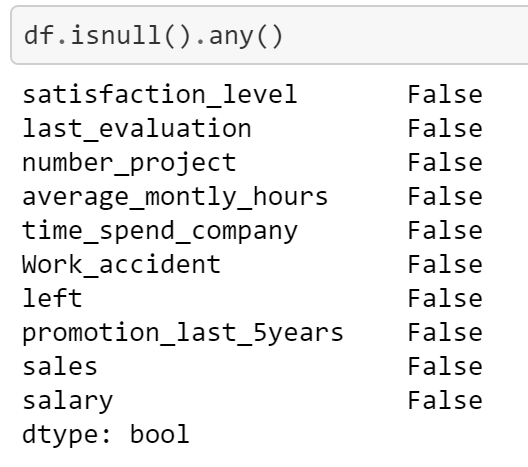 df.isnull().any()
satisfaction_level False
last_evaluation False
number_project False
average_montly_hours False
time_spend_company False
Work_accident False
left False
promotion_last_5years False
sales False
salary False
dtype: bool